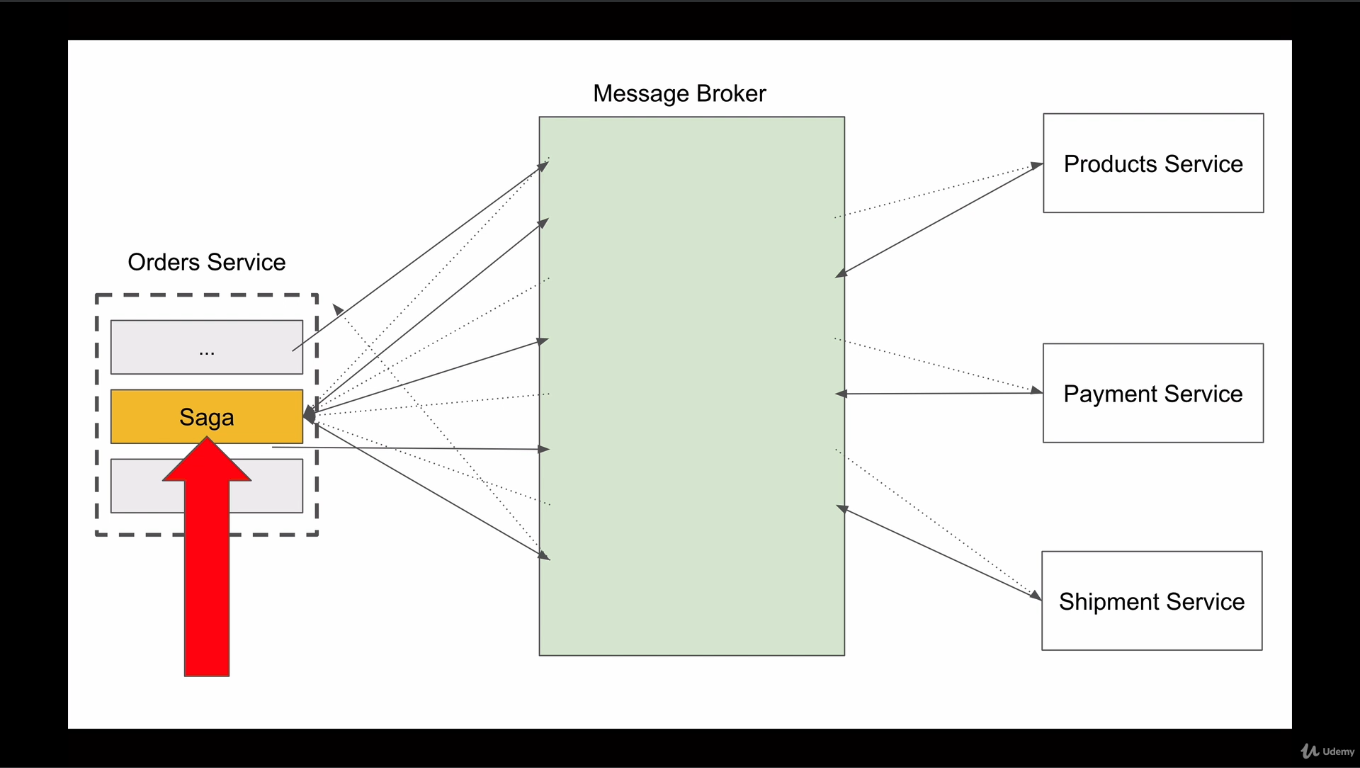 Message Broker
Products Service
Orders Service
...
Saga
Payment Service
Shipment Service
Udemy